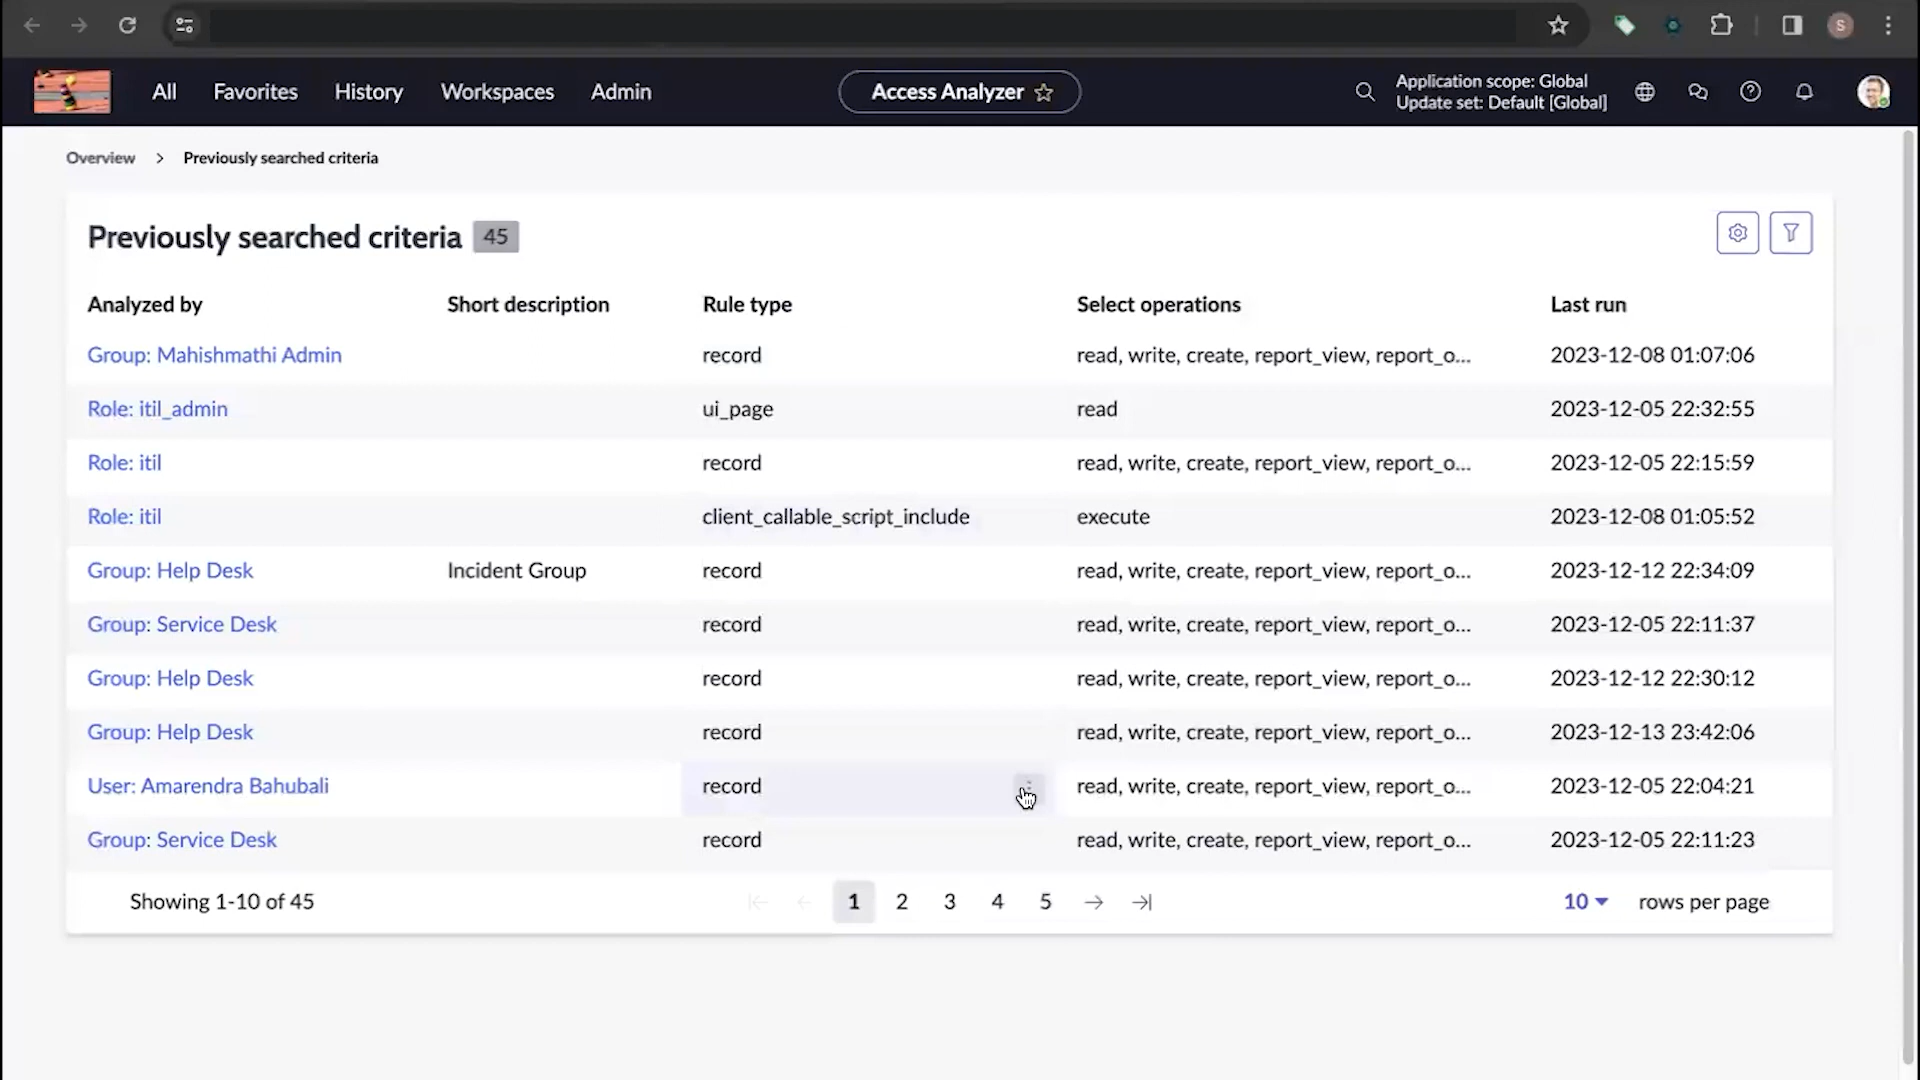 S
All Favorites History Workspaces Admin Access Analyzer Application scope: Global
Update set: Default [Global]
Overview > Previously searched criteria
Previously searched criteria 45
Analyzed by Short description Rule type Select operations Last run
Group: Mahishmathi Admin record read, write, create, report_view, report_o... 2023-12-08 01:07:06
Role: itil_admin ui_page read 2023-12-05 22:32:55
Role: itil record read, write, create, report_view, report_o... 2023-12-05 22:15:59
Role: itil client_callable_script_include execute 2023-12-08 01:05:52
Group: Help Desk Incident Group record read, write, create, report_view, report_o... 2023-12-12 22:34:09
Group: Service Desk record read, write, create, report_view, report_o... 2023-12-05 22:11:37
Group: Help Desk record read, write, create, report_view, report_o... 2023-12-12 22:30:12
Group: Help Desk record read, write, create, report_view, report_o... 2023-12-13 23:42:06
User: Amarendra Bahubali record read, write, create, report_view, report_o... 2023-12-05 22:04:21
Group: Service Desk record read, write, create, report_view, report_o... 2023-12-05 22:11:23
Showing 1-10 of 45 1 2 3 4 5 10 rows per page